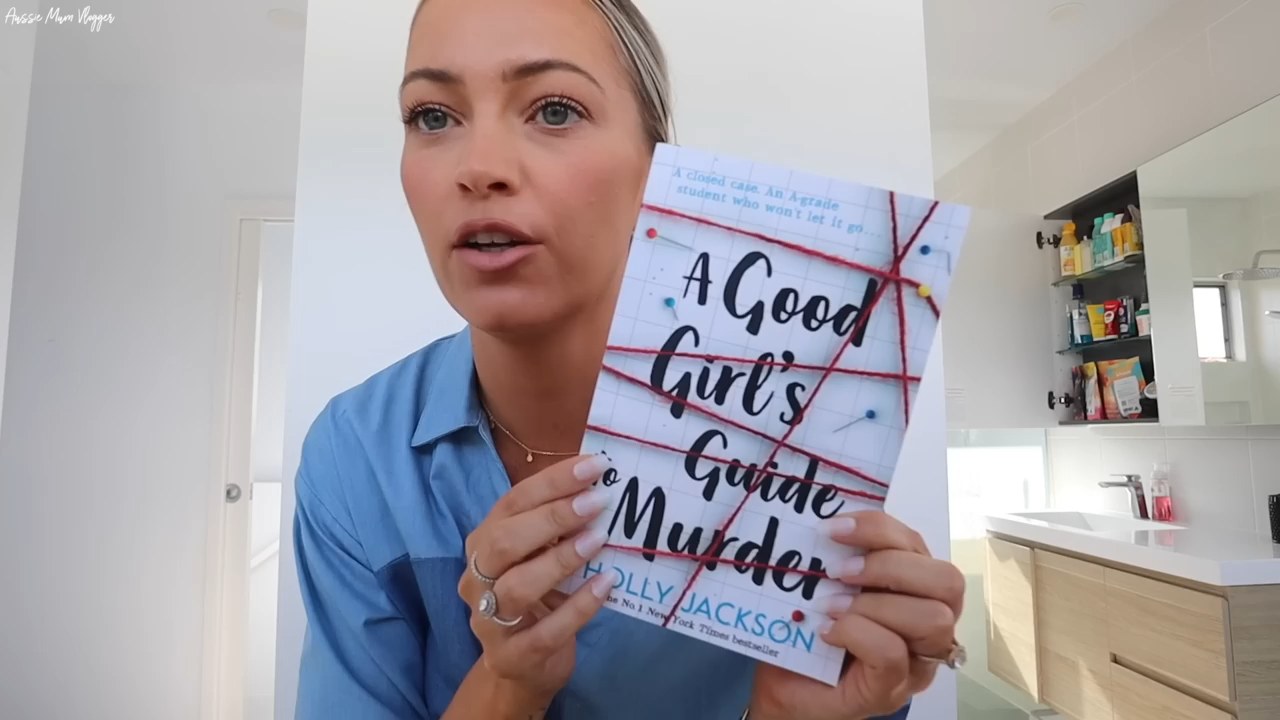 Aussie Mum Vlogger
A closed case. An A-grade
student who won't let it go...
A Good
Girl's
Guide
to
Murder
HOLLY JACKSON
The No.1 New York Times bestseller